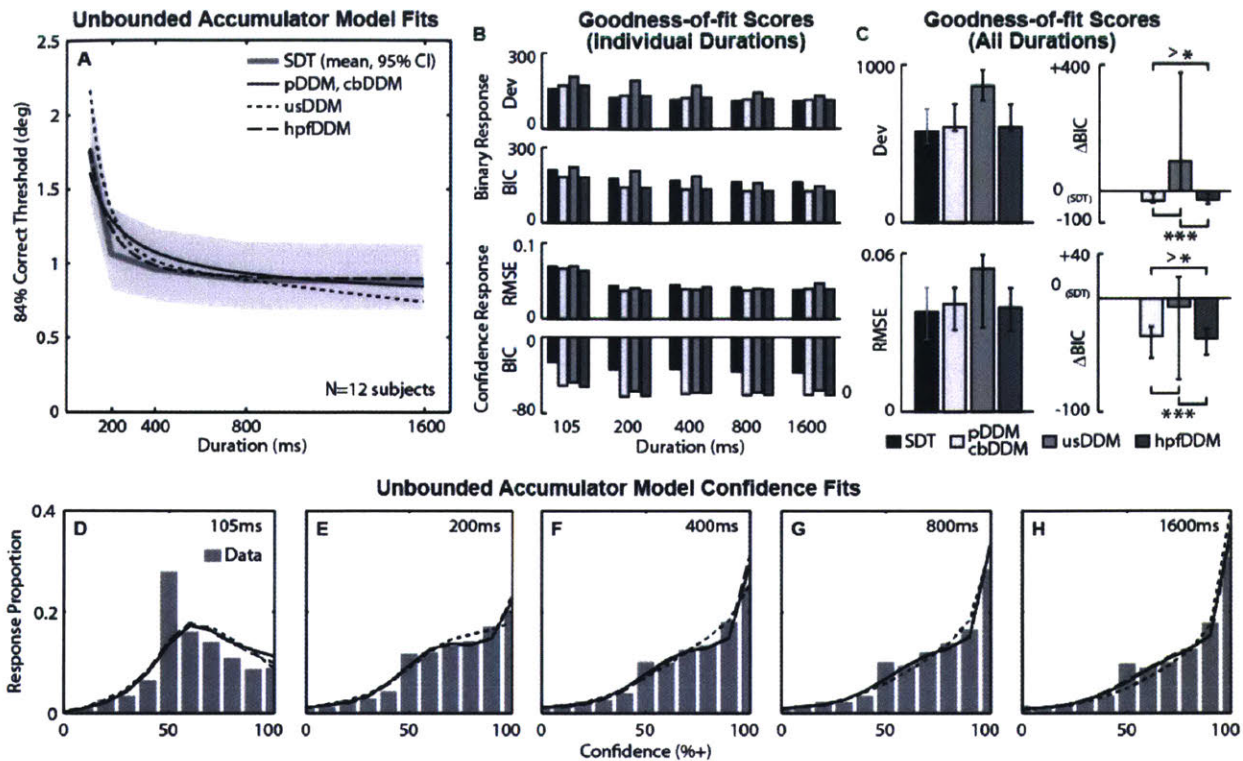 Unbounded Accumulator Model Fits
A
2.5
2
1.5
1
0.5
0
84% Correct Threshold (deg)
SDT (mean, 95% CI)
pDDM, cbDDM
usDDM
hpfDDM
N=12 subjects
200 400 800 1600
Duration (ms)
B
Goodness-of-fit Scores
(Individual Durations)
Binary Response
Dev
300
0
BIC
300
0
Confidence Response
RMSE
0.1
0
BIC
-80
0
105 200 400 800 1600
Duration (ms)
C
Goodness-of-fit Scores
(All Durations)
Dev
1000
0
ΔBIC
+400
0 (SDT)
-100
> *
***
RMSE
0.06
0
ΔBIC
+40
0 (SDT)
-100
> *
***
SDT
pDDM
cbDDM
usDDM
hpfDDM
Unbounded Accumulator Model Confidence Fits
Response Proportion
0.4
0.2
0
D
105ms
Data
0 50 100
E
200ms
0 50 100
F
400ms
0 50 100
G
800ms
0 50 100
H
1600ms
0 50 100
Confidence (%+)